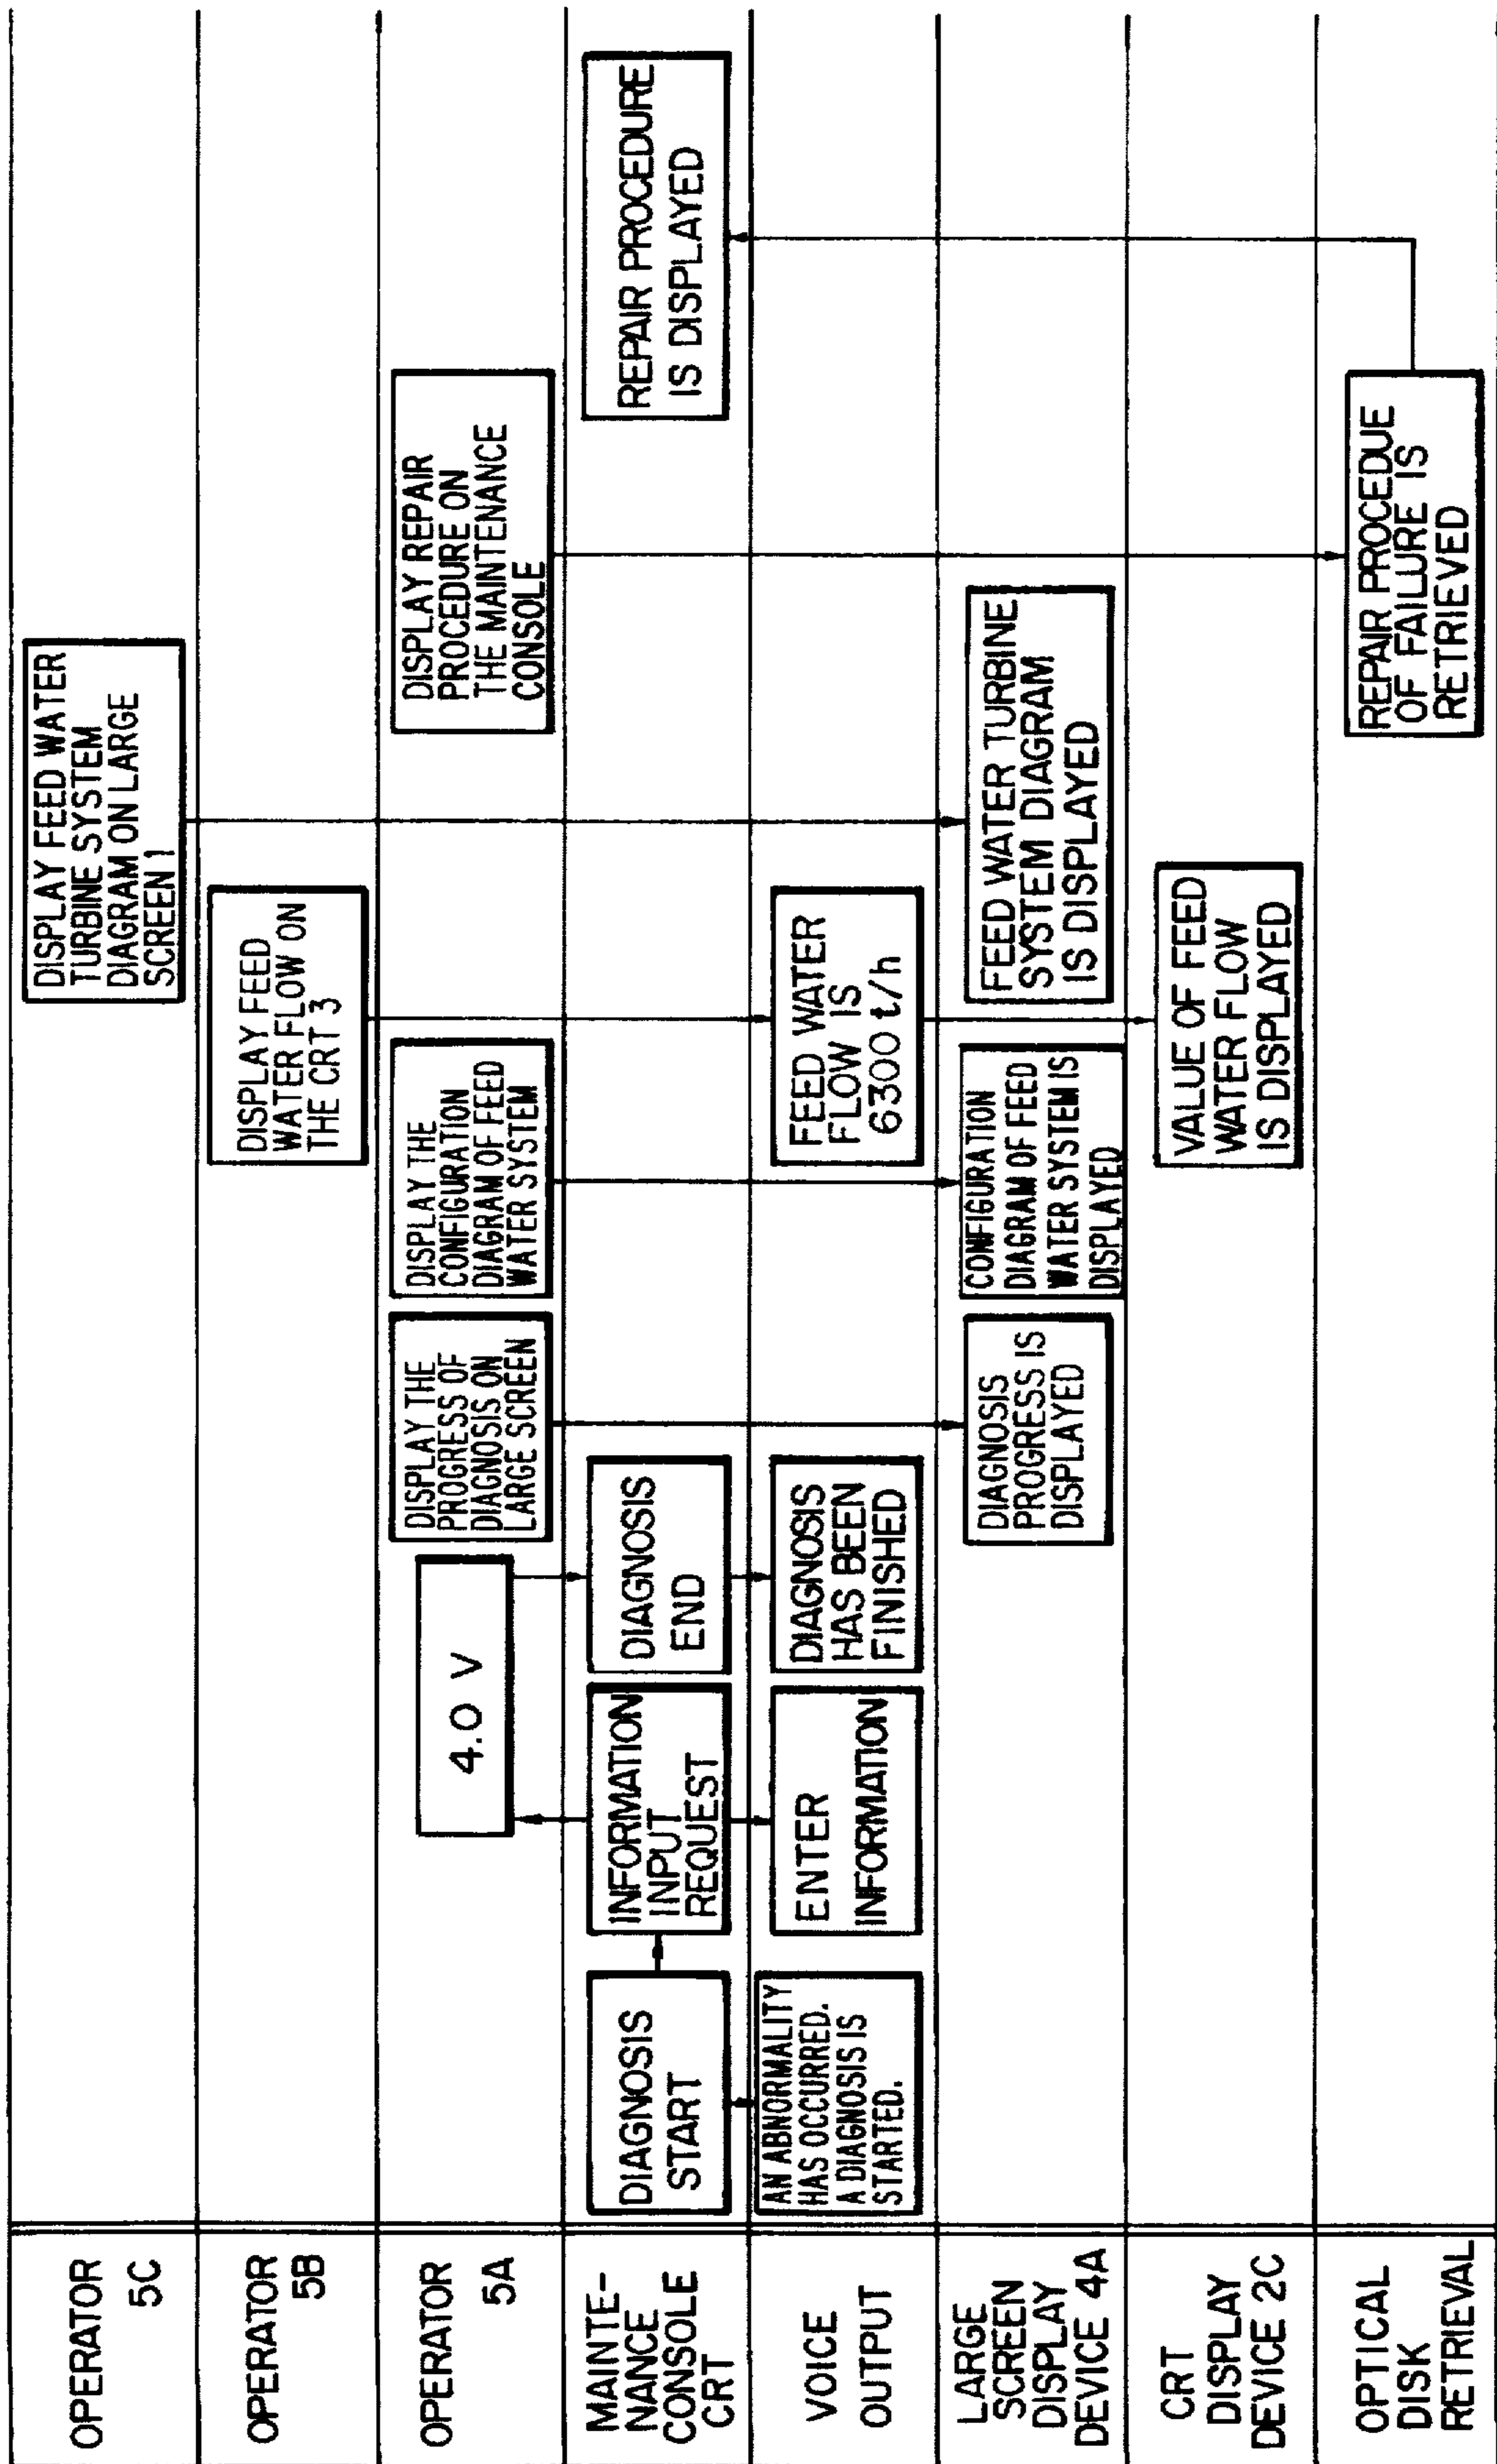 OPERATOR
5C
DISPLAY FEED WATER
TURBINE SYSTEM
DIAGRAM ON LARGE
SCREEN 1
OPERATOR
5B
DISPLAY FEED
WATER FLOW ON
THE CRT 3
OPERATOR
5A
4.0 V
DISPLAY THE
PROGRESS OF
DIAGNOSIS ON
LARGE SCREEN
DISPLAY THE
CONFIGURATION
DIAGRAM OF FEED
WATER SYSTEM
DISPLAY REPAIR
PROCEDURE ON
THE MAINTENANCE
CONSOLE
MAINTE-
NANCE
CONSOLE
CRT
DIAGNOSIS
START
INFORMATION
INPUT
REQUEST
DIAGNOSIS
END
REPAIR PROCEDURE
IS DISPLAYED
VOICE
OUTPUT
AN ABNORMALITY
HAS OCCURRED.
A DIAGNOSIS IS
STARTED.
ENTER
INFORMATION
DIAGNOSIS
HAS BEEN
FINISHED
FEED WATER
FLOW IS
6300 t/h
LARGE
SCREEN
DISPLAY
DEVICE 4A
DIAGNOSIS
PROGRESS IS
DISPLAYED
CONFIGURATION
DIAGRAM OF FEED
WATER SYSTEM IS
DISPLAYED
FEED WATER TURBINE
SYSTEM DIAGRAM
IS DISPLAYED
CRT
DISPLAY
DEVICE 2C
VALUE OF FEED
WATER FLOW
IS DISPLAYED
OPTICAL
DISK
RETRIEVAL
REPAIR PROCEDUE
OF FAILURE IS
RETRIEVED